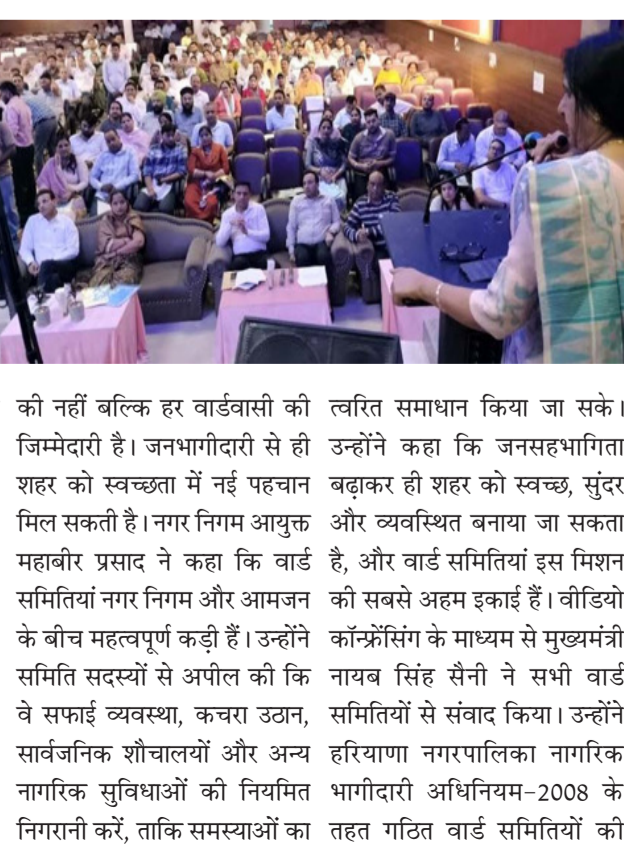 की नहीं बल्कि हर वार्डवासी की
जिम्मेदारी है। जनभागीदारी से ही
शहर को स्वच्छता में नई पहचान
मिल सकती है। नगर निगम आयुक्त
महाबीर प्रसाद ने कहा कि वार्ड
समितियां नगर निगम और आमजन
के बीच महत्वपूर्ण कड़ी हैं। उन्होंने
समिति सदस्यों से अपील की कि
वे सफाई व्यवस्था, कचरा उठान,
सार्वजनिक शौचालयों और अन्य
नागरिक सुविधाओं की नियमित
निगरानी करें, ताकि समस्याओं का
त्वरित समाधान किया जा सके।
उन्होंने कहा कि जनसहभागिता
बढ़ाकर ही शहर को स्वच्छ, सुंदर
और व्यवस्थित बनाया जा सकता
है, और वार्ड समितियां इस मिशन
की सबसे अहम इकाई हैं। वीडियो
कॉन्फ्रेंसिंग के माध्यम से मुख्यमंत्री
नायब सिंह सैनी ने सभी वार्ड
समितियों से संवाद किया। उन्होंने
हरियाणा नगरपालिका नागरिक
भागीदारी अधिनियम-2008 के
तहत गठित वार्ड समितियों की